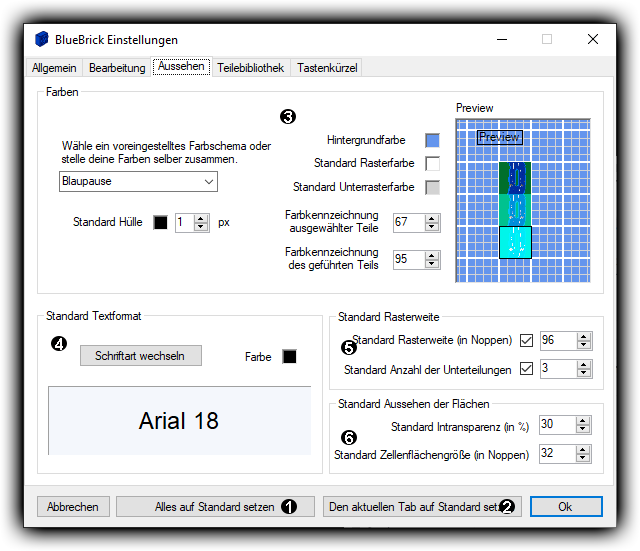 BlueBrick Einstellungen
Allgemein Bearbeitung Aussehen Teilebibliothek Tastenkürzel
Farben
3
Preview
Preview
Wähle ein voreingestelltes Farbschema oder
stelle deine Farben selber zusammen.
Blaupause
Standard Hülle 1 px
Hintergrundfarbe
Standard Rasterfarbe
Standard Unterrasterfarbe
Farbkennzeichnung
ausgewählter Teile 67
Farbkennzeichnung
des geführten Teils 95
Standard Textformat
4
Schriftart wechseln Farbe
Arial 18
Standard Rasterweite
Standard Rasterweite (in Noppen) 96
5
Standard Anzahl der Unterteilungen 3
Standard Aussehen der Flächen
Standard Intransparenz (in %) 30
6
Standard Zellenflächengröße (in Noppen) 32
Abbrechen Alles auf Standard setzen 1 Den aktuellen Tab auf Standard setz 2 Ok